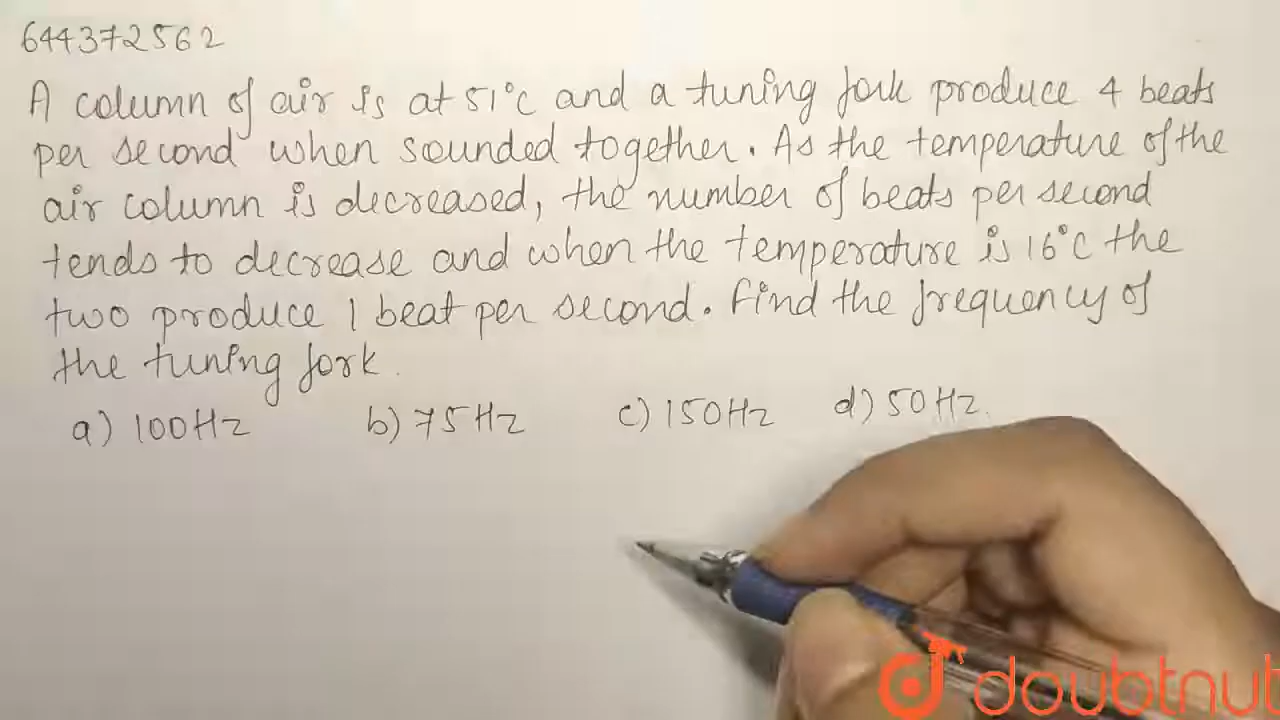 644372562
A column of air is at 51°C and a tuning fork produce 4 beats
per second when sounded together. As the temperature of the
air column is decreased, the number of beats per second
tends to decrease and when the temperature is 16°C the
two produce 1 beat per second. Find the frequency of
the tuning fork.
a) 100Hz b) 75Hz c) 150Hz d) 50Hz.
doubtnut